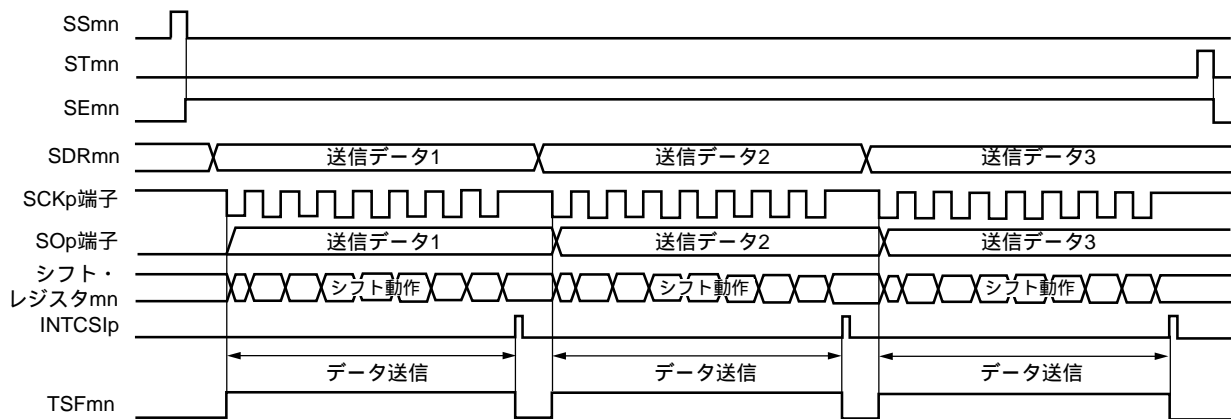 SSmn
STmn
SEmn
SDRmn
送信データ1
送信データ2
送信データ3
SCKp端子
SOp端子
送信データ1
送信データ2
送信データ3
シフト・
レジスタmn
シフト動作
シフト動作
シフト動作
INTCSIp
データ送信
データ送信
データ送信
TSFmn